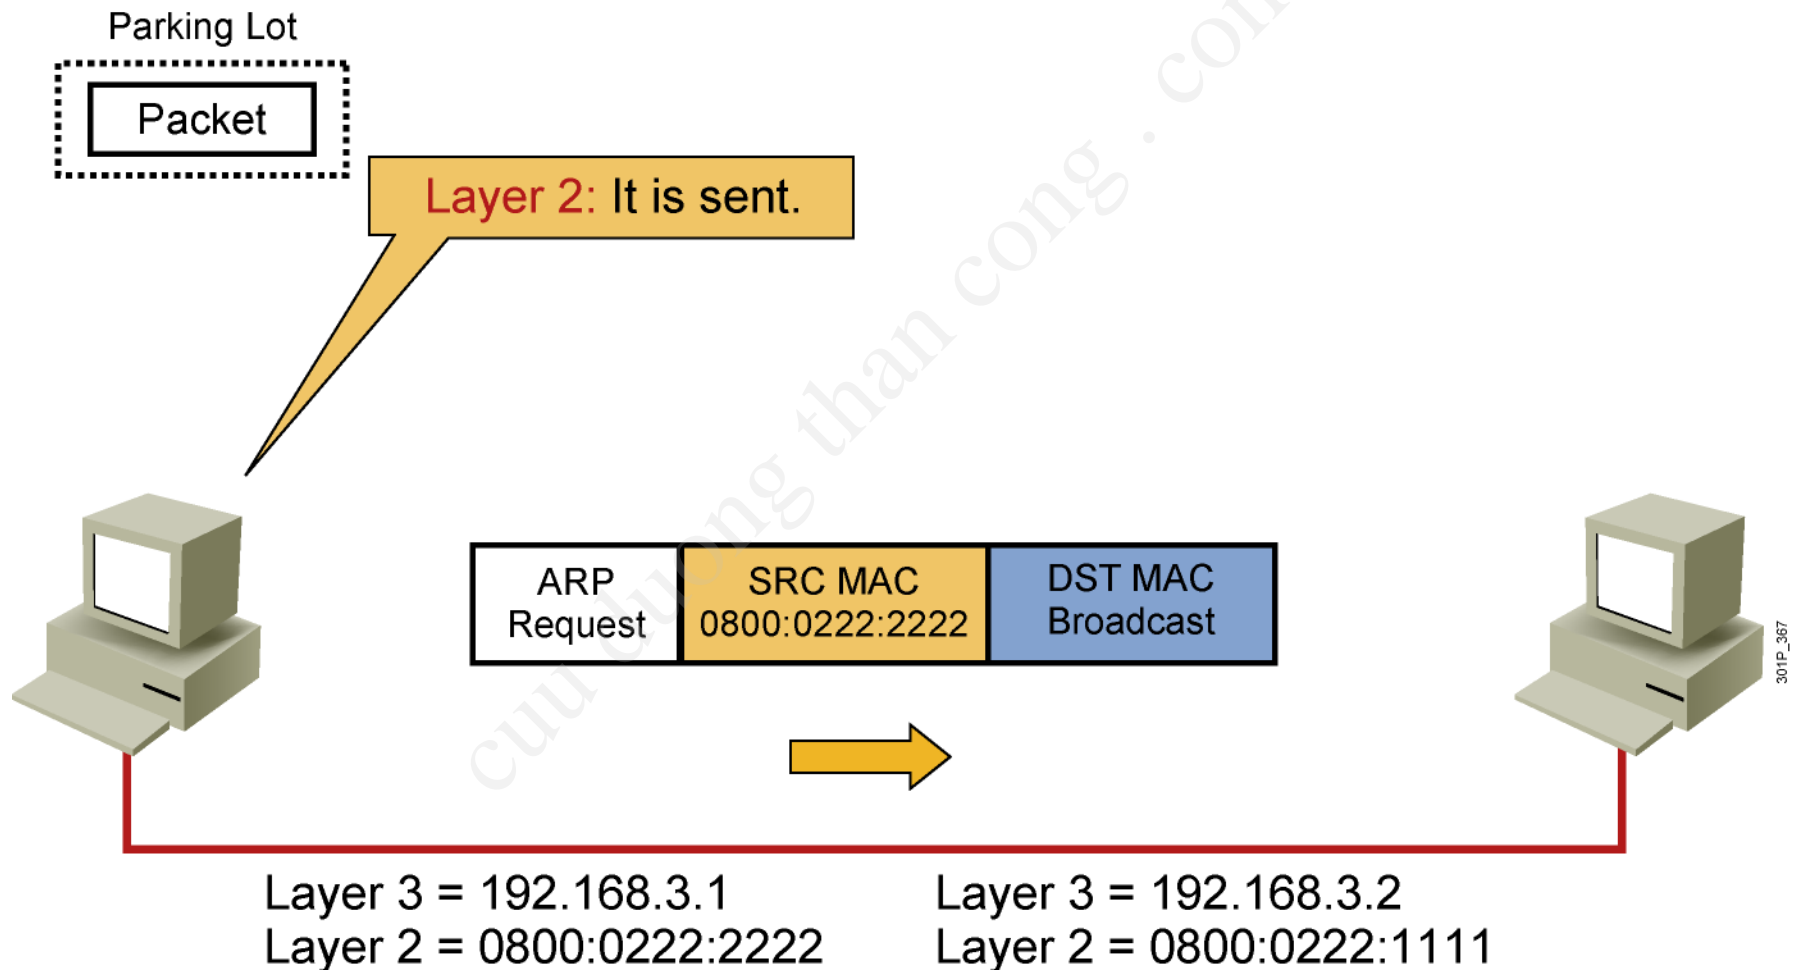 Parking Lot
Packet
Layer 2: It is sent.
ARP
Request
SRC MAC
0800:0222:2222
DST MAC
Broadcast
301P_367
Layer 3 = 192.168.3.1
Layer 2 = 0800:0222:2222
Layer 3 = 192.168.3.2
Layer 2 = 0800:0222:1111
cuu duong than cong . com